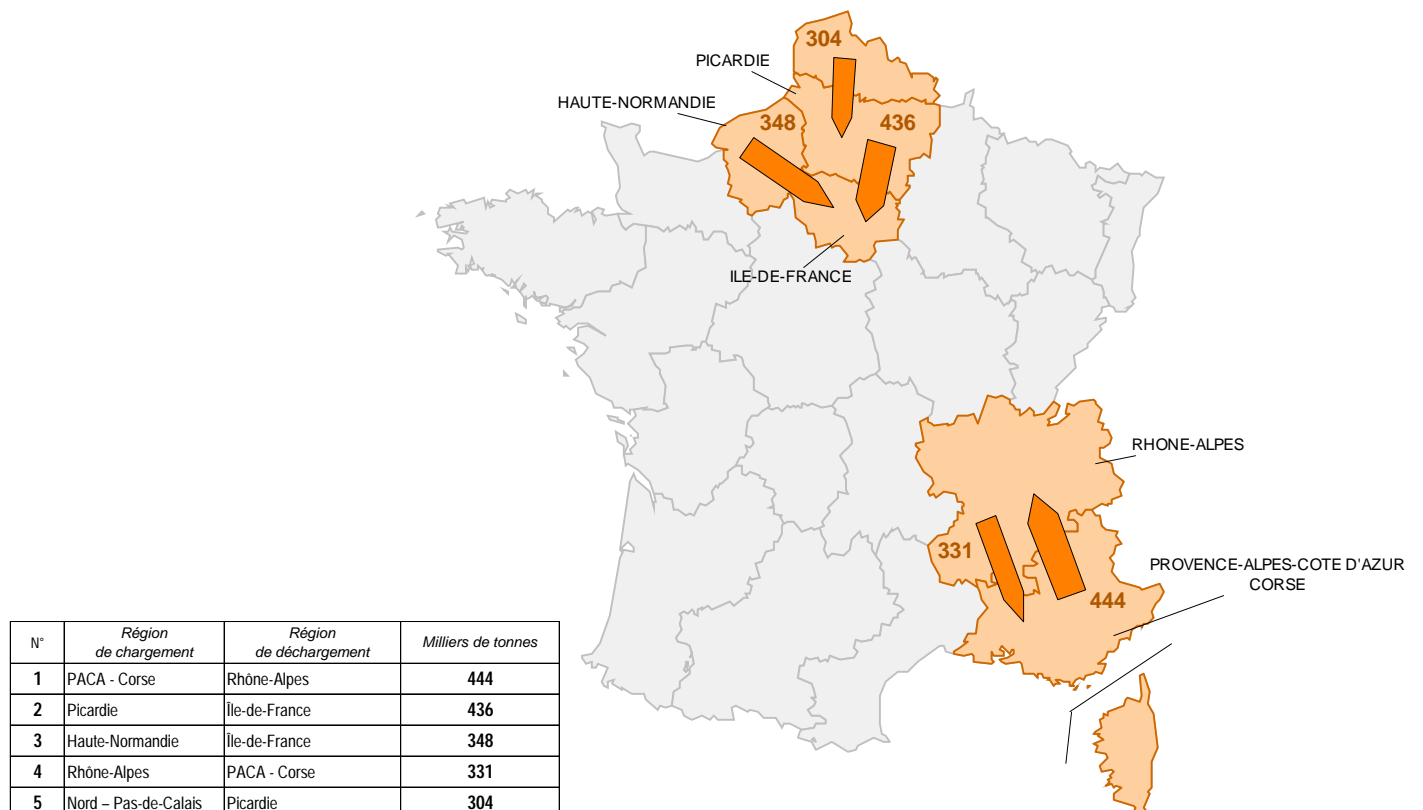 304
PICARDIE
HAUTE-NORMANDIE
348
436
ILE-DE-FRANCE
RHONE-ALPES
331
PROVENCE-ALPES-COTE D'AZUR
CORSE
444
N° Région de chargement Région de déchargement Milliers de tonnes
1 PACA - Corse Rhône-Alpes 444
2 Picardie Île-de-France 436
3 Haute-Normandie Île-de-France 348
4 Rhône-Alpes PACA - Corse 331
5 Nord – Pas-de-Calais Picardie 304